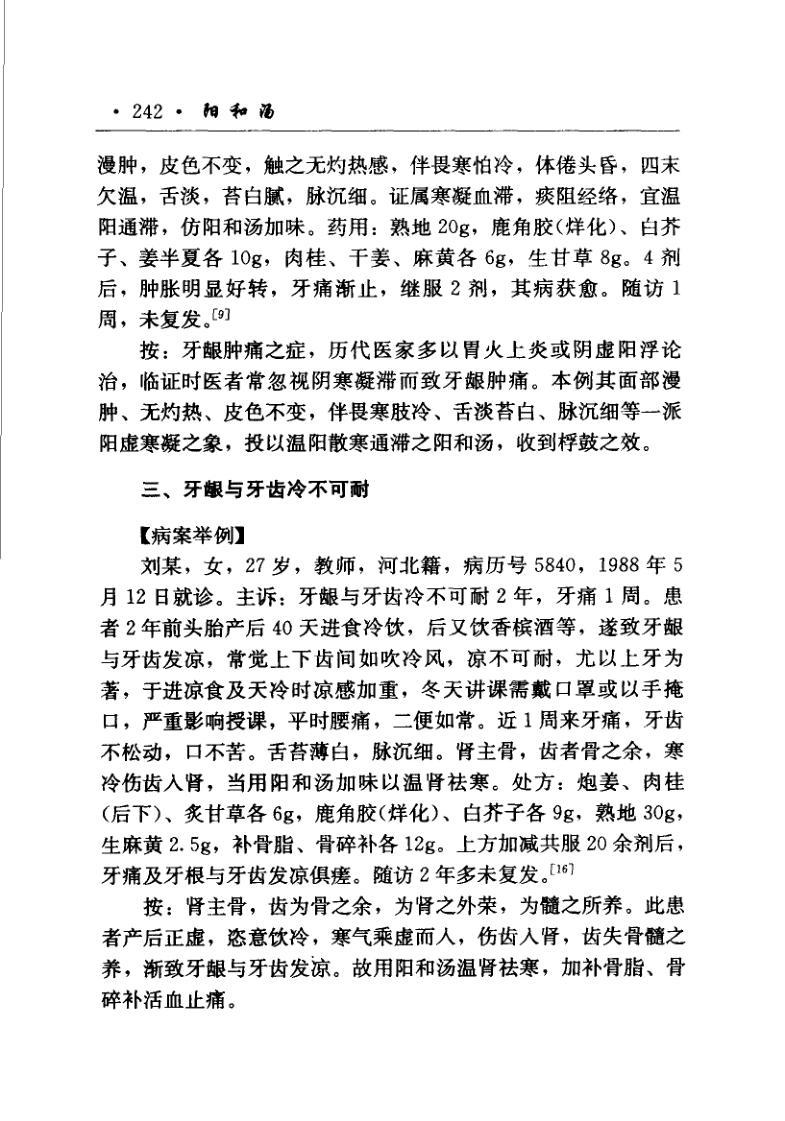 · 242 · 阳和汤
漫肿，皮色不变，触之无灼热感，伴畏寒怕冷，体倦头昏，四末
欠温，舌淡，苔白腻，脉沉细。证属寒凝血滞，痰阻经络，宜温
阳通滞，仿阳和汤加味。药用：熟地 20g，鹿角胶(烊化)、白芥
子、姜半夏各 10g，肉桂、干姜、麻黄各 6g，生甘草 8g。4 剂
后，肿胀明显好转，牙痛渐止，继服 2 剂，其病获愈。随访 1
周，未复发。[9]
按：牙龈肿痛之症，历代医家多以胃火上炎或阴虚阳浮论
治，临证时医者常忽视阴寒凝滞而致牙龈肿痛。本例其面部漫
肿、无灼热、皮色不变，伴畏寒肢冷、舌淡苔白、脉沉细等一派
阳虚寒凝之象，投以温阳散寒通滞之阳和汤，收到桴鼓之效。
三、牙龈与牙齿冷不可耐
【病案举例】
刘某，女，27 岁，教师，河北籍，病历号 5840，1988 年 5
月 12 日就诊。主诉：牙龈与牙齿冷不可耐 2 年，牙痛 1 周。患
者 2 年前头胎产后 40 天进食冷饮，后又饮香槟酒等，遂致牙龈
与牙齿发凉，常觉上下齿间如吹冷风，凉不可耐，尤以上牙为
著，于进凉食及天冷时凉感加重，冬天讲课需戴口罩或以手掩
口，严重影响授课，平时腰痛，二便如常。近 1 周来牙痛，牙齿
不松动，口不苦。舌苔薄白，脉沉细。肾主骨，齿者骨之余，寒
冷伤齿入肾，当用阳和汤加味以温肾祛寒。处方：炮姜、肉桂
(后下)、炙甘草各 6g，鹿角胶(烊化)、白芥子各 9g，熟地 30g，
生麻黄 2.5g，补骨脂、骨碎补各 12g。上方加减共服 20 余剂后，
牙痛及牙根与牙齿发凉俱瘥。随访 2 年多未复发。[16]
按：肾主骨，齿为骨之余，为肾之外荣，为髓之所养。此患
者产后正虚，恣意饮冷，寒气乘虚而入，伤齿入肾，齿失骨髓之
养，渐致牙龈与牙齿发凉。故用阳和汤温肾祛寒，加补骨脂、骨
碎补活血止痛。